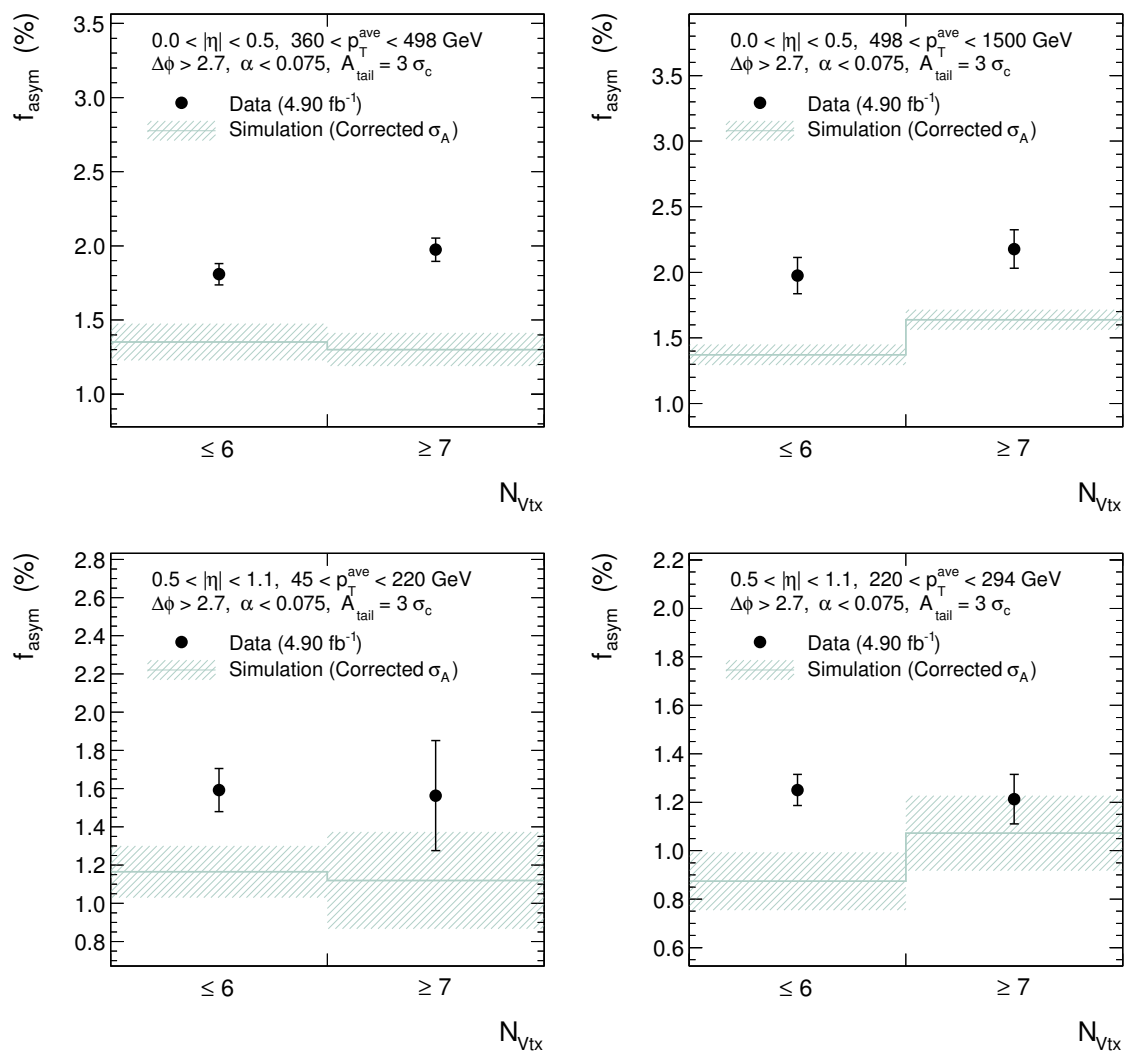 f_asym (%)
0.0 < |η| < 0.5, 360 < p_T^ave < 498 GeV
Δϕ > 2.7, α < 0.075, A_tail = 3 σ_c
Data (4.90 fb⁻¹)
Simulation (Corrected σ_A)
3.5
3.0
2.5
2.0
1.5
1.0
≤ 6 ≥ 7
N_Vtx
f_asym (%)
0.0 < |η| < 0.5, 498 < p_T^ave < 1500 GeV
Δϕ > 2.7, α < 0.075, A_tail = 3 σ_c
Data (4.90 fb⁻¹)
Simulation (Corrected σ_A)
3.5
3.0
2.5
2.0
1.5
1.0
≤ 6 ≥ 7
N_Vtx
f_asym (%)
0.5 < |η| < 1.1, 45 < p_T^ave < 220 GeV
Δϕ > 2.7, α < 0.075, A_tail = 3 σ_c
Data (4.90 fb⁻¹)
Simulation (Corrected σ_A)
2.8
2.6
2.4
2.2
2.0
1.8
1.6
1.4
1.2
1.0
0.8
≤ 6 ≥ 7
N_Vtx
f_asym (%)
0.5 < |η| < 1.1, 220 < p_T^ave < 294 GeV
Δϕ > 2.7, α < 0.075, A_tail = 3 σ_c
Data (4.90 fb⁻¹)
Simulation (Corrected σ_A)
2.2
2.0
1.8
1.6
1.4
1.2
1.0
0.8
0.6
≤ 6 ≥ 7
N_Vtx